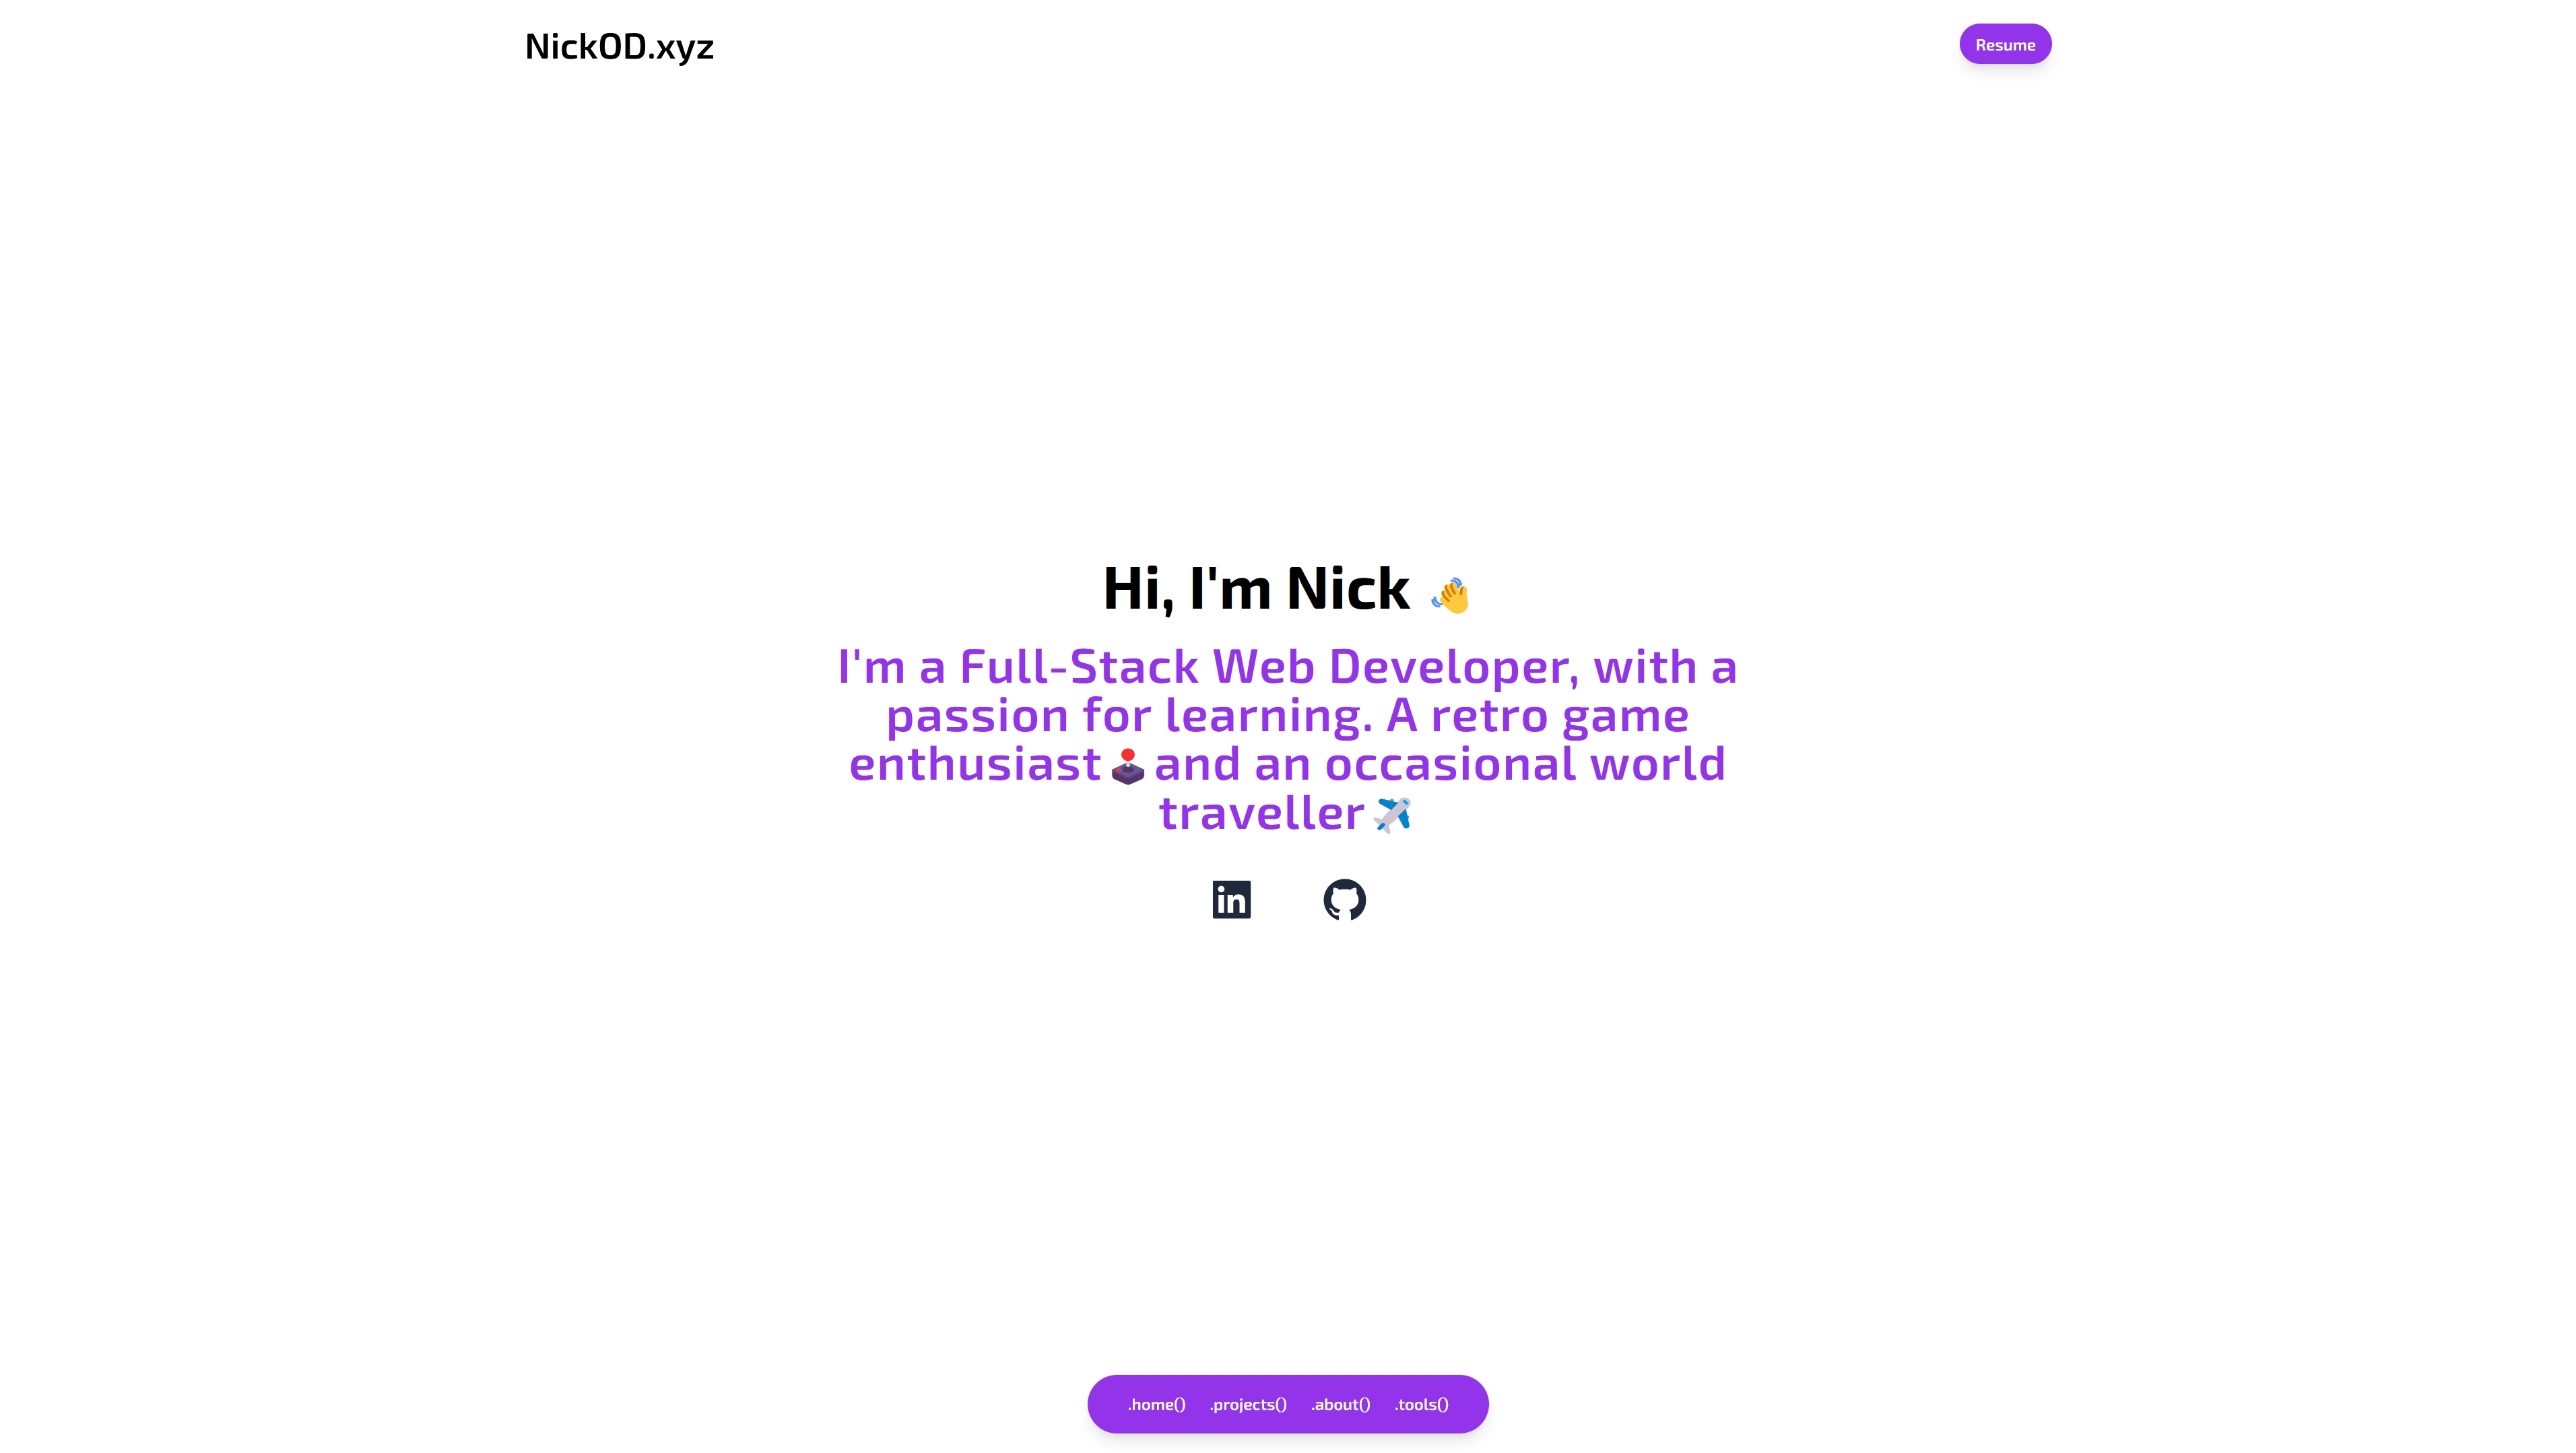 NickOD.xyz
Resume
Hi, I'm Nick 👋
I'm a Full-Stack Web Developer, with a
passion for learning. A retro game
enthusiast 🕹️ and an occasional world
traveller ✈️
in
.home() .projects() .about() .tools()